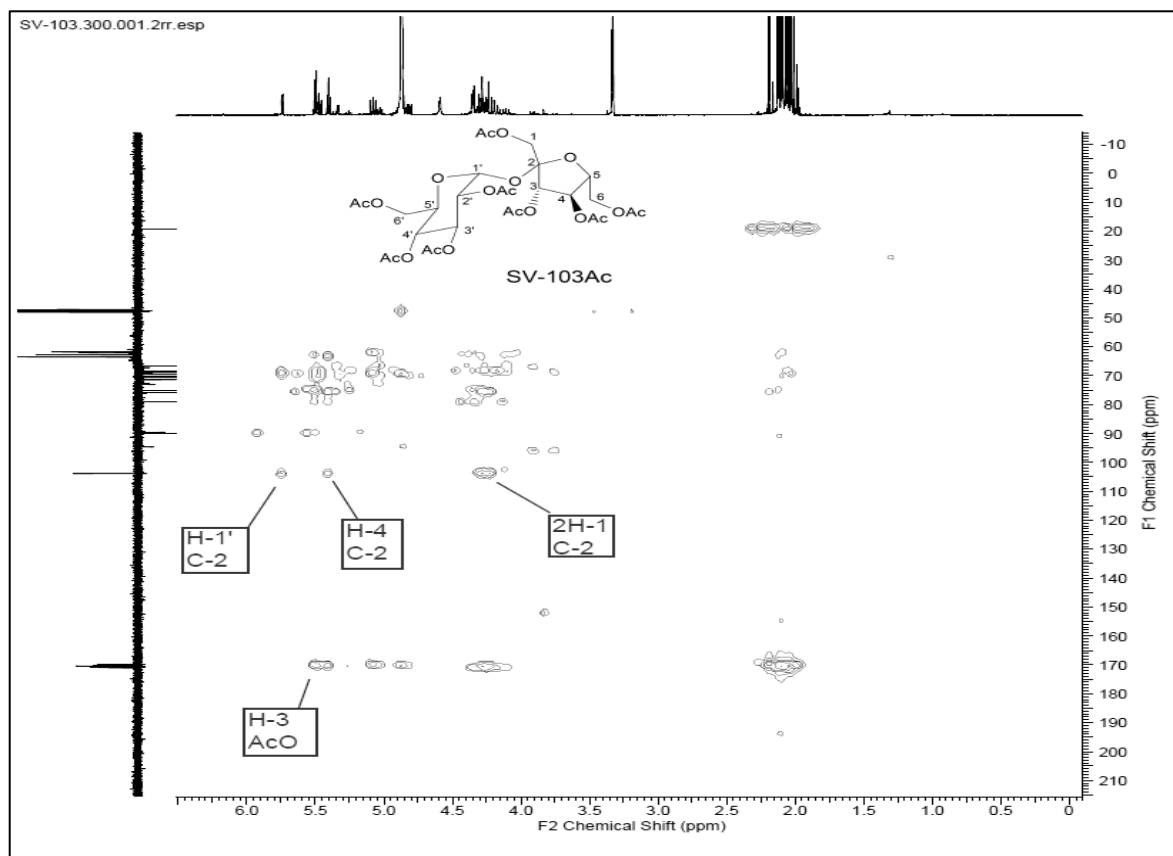 SV-103.300.001.2rr.esp
AcO
1
O
2
5
1'
O
O
3
4
6
AcO
5'
2'
OAc
6'
AcO
OAc
OAc
4'
3'
AcO
OAc
SV-103Ac
-10
0
10
20
30
40
50
60
70
80
90
100
110
120
130
140
150
160
170
180
190
200
210
F1 Chemical Shift (ppm)
H-1'
C-2
H-4
C-2
2H-1
C-2
H-3
AcO
6.0 5.5 5.0 4.5 4.0 3.5 3.0 2.5 2.0 1.5 1.0 0.5 0
F2 Chemical Shift (ppm)